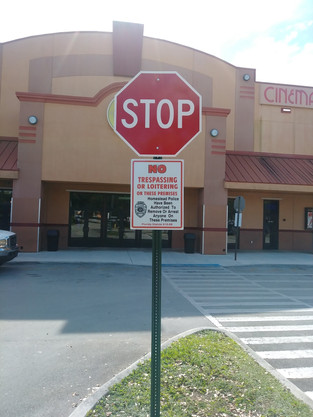 CINEMA
STOP
NO
TRESPASSING
OR LOITERING
ON THESE PREMISES
Homestead Police
Have Been
Authorized To
Remove Or Arrest
Anyone On
These Premises